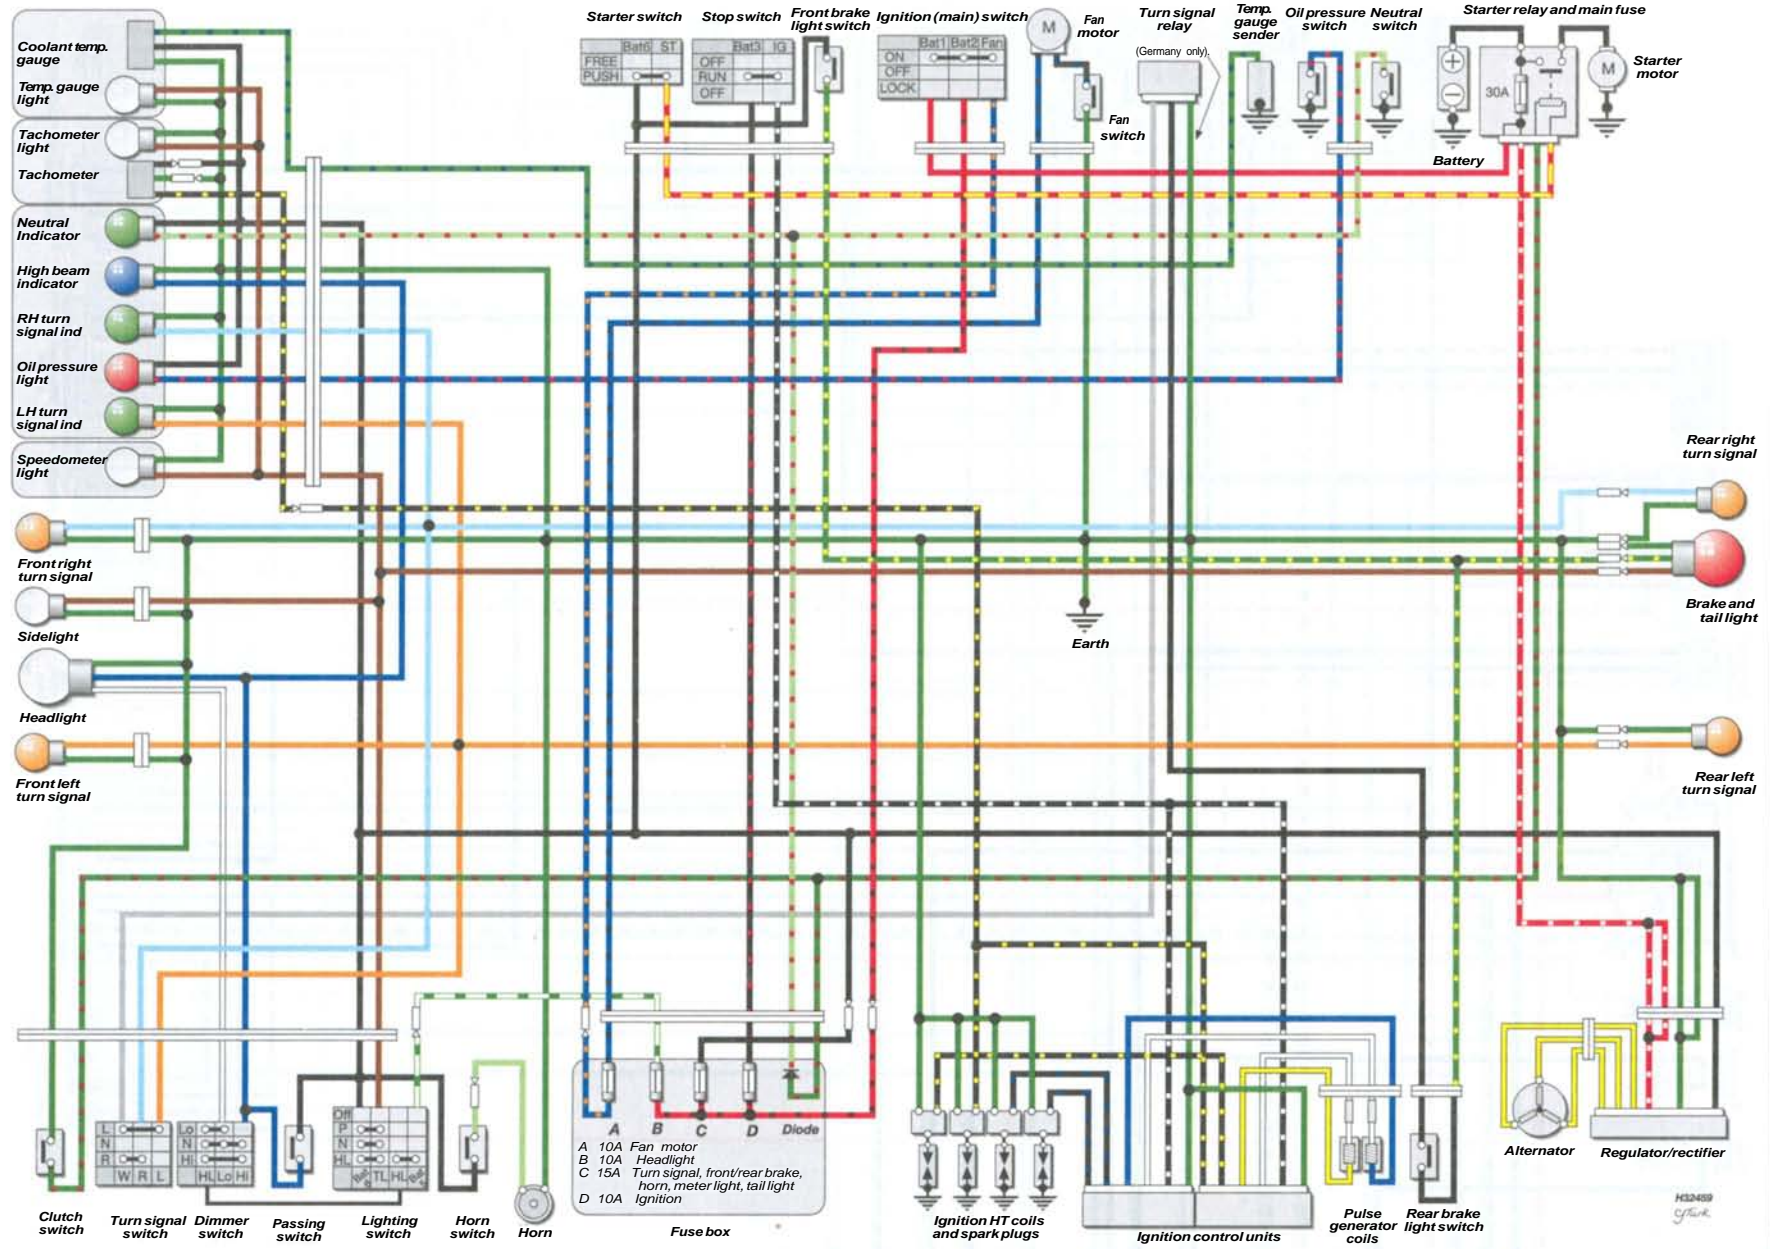 Starter switch
Stop switch
Front brake
light switch
Ignition (main) switch
Fan
motor
Turn signal
relay
(Germany only).
Temp.
gauge
sender
Oil pressure
switch
Neutral
switch
Starter relay and main fuse
Bat6 ST
FREE
PUSH
Bat3 IG
OFF
RUN
OFF
Bat1 Bat2 Fan
ON
OFF
LOCK
M
Fan
switch
30A
M
Starter
motor
Battery
Coolant temp.
gauge
Temp. gauge
light
Tachometer
light
Tachometer
Neutral
Indicator
High beam
indicator
RH turn
signal ind
Oil pressure
light
LH turn
signal ind
Speedometer
light
Front right
turn signal
Sidelight
Headlight
Front left
turn signal
Rear right
turn signal
Brake and
tail light
Rear left
turn signal
Earth
L
N
R
W R L
Lo
N
Hi
HL Lo Hi
Off
P
N
HL
TL HL
A B C D Diode
A 10A Fan motor
B 10A Headlight
C 15A Turn signal, front/rear brake,
horn, meter light, tail light
D 10A Ignition
Clutch
switch
Turn signal
switch
Dimmer
switch
Passing
switch
Lighting
switch
Horn
switch
Horn
Fuse box
Ignition HT coils
and spark plugs
Ignition control units
Pulse
generator
coils
Rear brake
light switch
Alternator
Regulator/rectifier
H32459